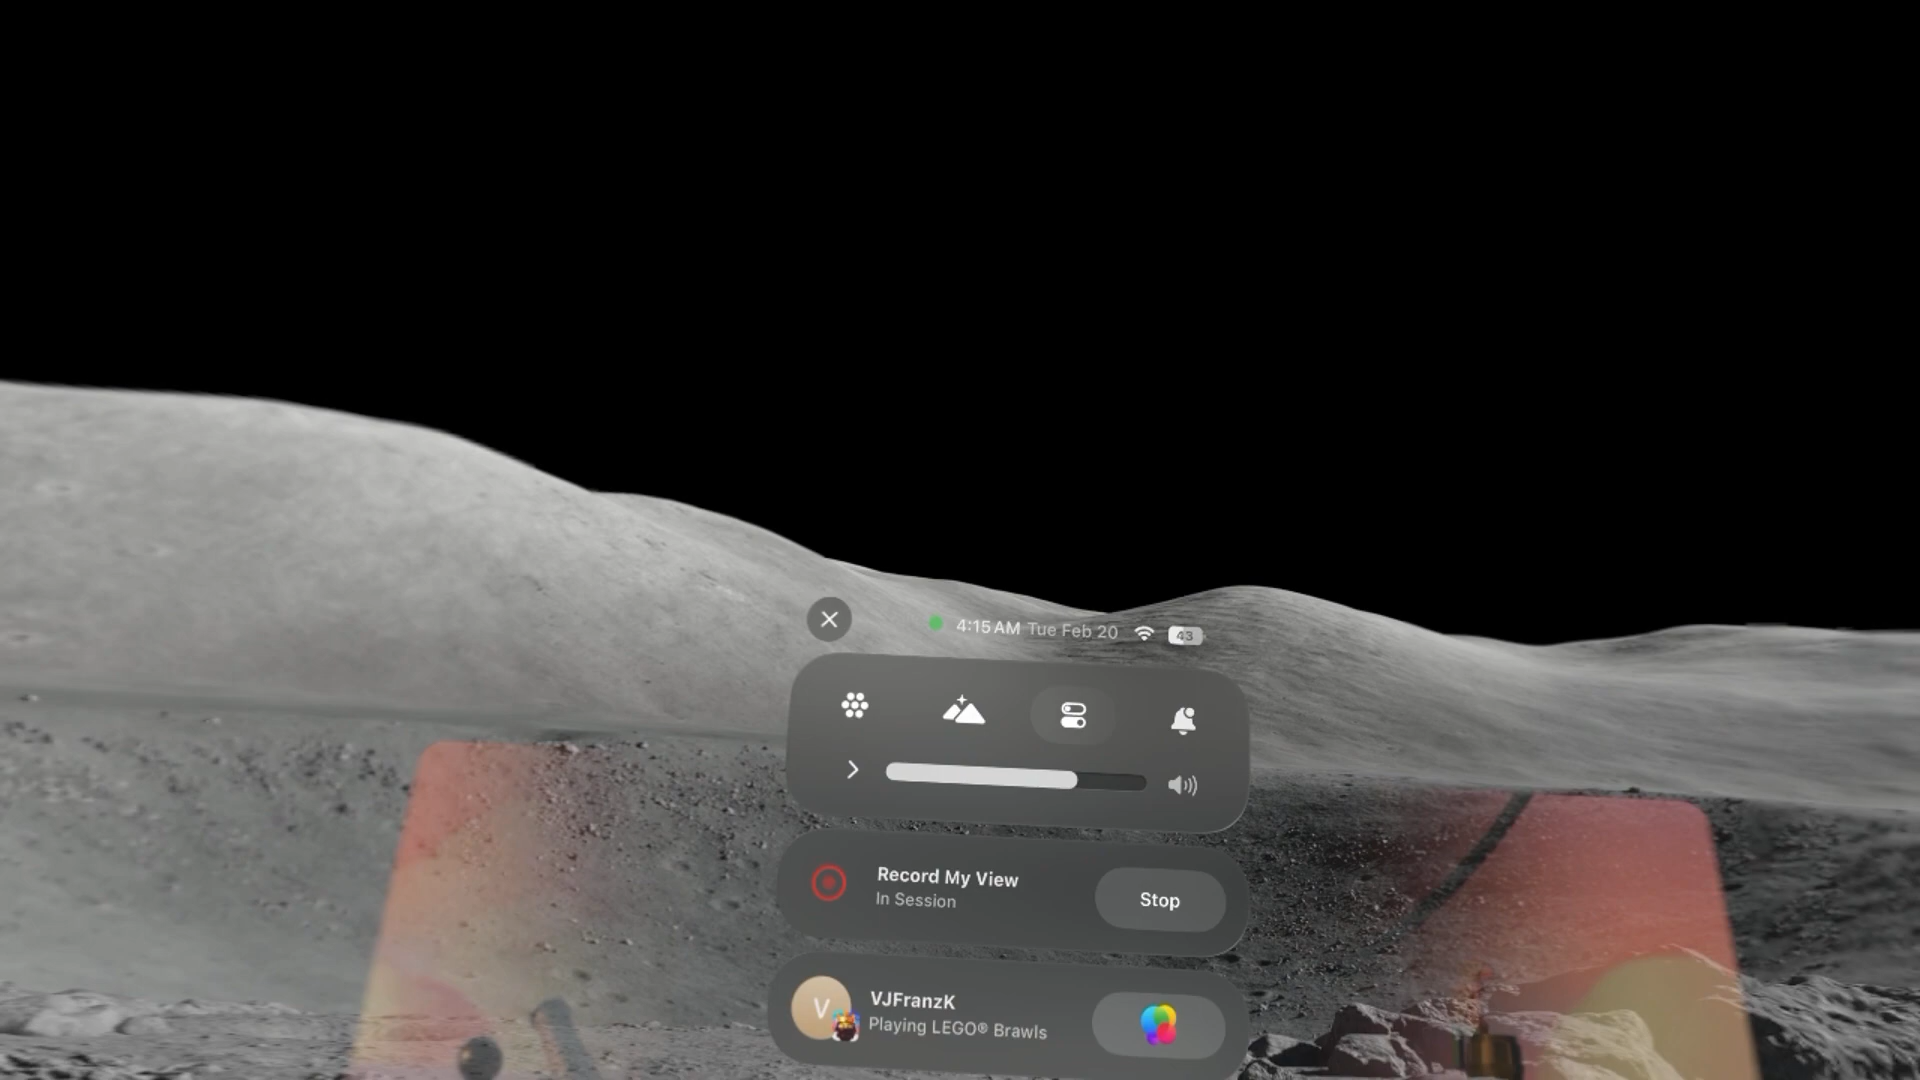 4:15 AM Tue Feb 20 43
Record My View
In Session
Stop
V
VJFranzK
Playing LEGO® Brawls